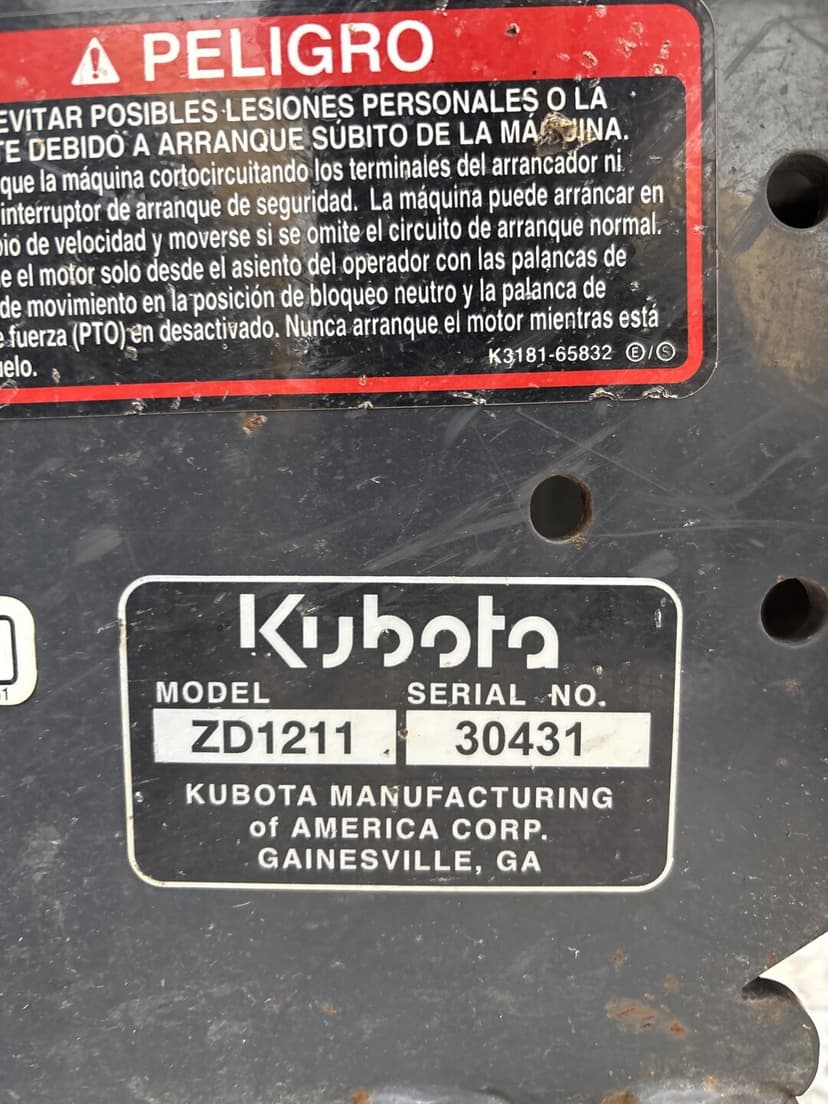 PELIGRO
EVITAR POSIBLES LESIONES PERSONALES O LA
TE DEBIDO A ARRANQUE SÚBITO DE LA MÁQUINA.
que la máquina cortocircuitando los terminales del arrancador ni
interruptor de arranque de seguridad. La máquina puede arrancar en
bio de velocidad y moverse si se omite el circuito de arranque normal.
e el motor solo desde el asiento del operador con las palancas de
de movimiento en la posición de bloqueo neutro y la palanca de
e fuerza (PTO) en desactivado. Nunca arranque el motor mientras está
uelo.
K3181-65832 Ⓔ/Ⓢ
Kubota
MODEL SERIAL NO.
ZD1211 30431
KUBOTA MANUFACTURING
of AMERICA CORP.
GAINESVILLE, GA